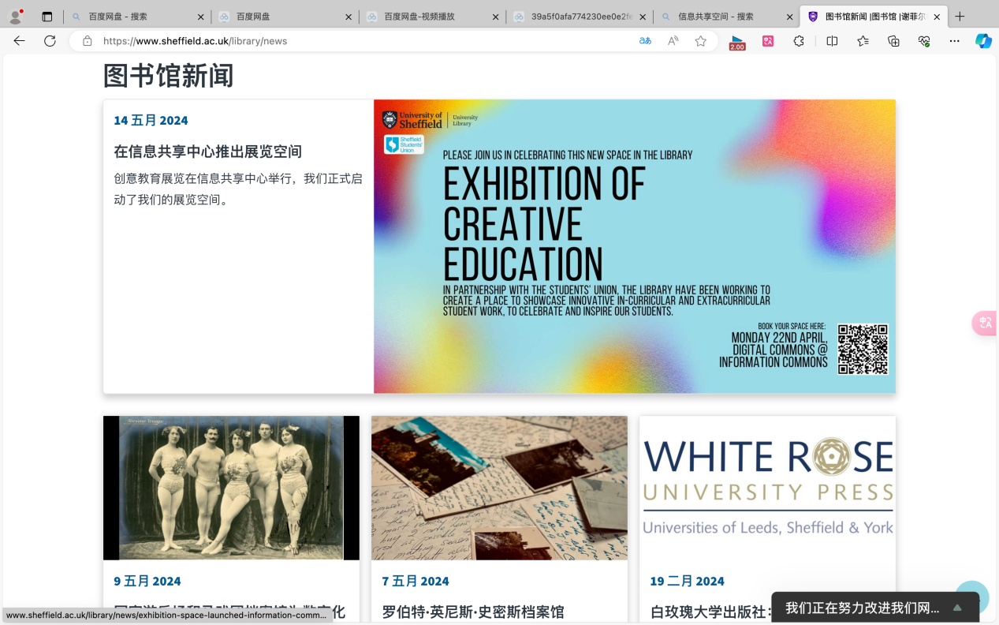 百度网盘 - 搜索
百度网盘
百度网盘-视频播放
39a5f0afa774230ee0e2fe
信息共享空间 - 搜索
图书馆新闻 |图书馆 |谢菲尔
https://www.sheffield.ac.uk/library/news
2.00
图书馆新闻
14 五月 2024
在信息共享中心推出展览空间
创意教育展览在信息共享中心举行，我们正式启
动了我们的展览空间。
University of
Sheffield
University
Library
Sheffield
Students'
Union
PLEASE JOIN US IN CELEBRATING THIS NEW SPACE IN THE LIBRARY
EXHIBITION OF
CREATIVE
EDUCATION
IN PARTNERSHIP WITH THE STUDENTS' UNION, THE LIBRARY HAVE BEEN WORKING TO
CREATE A PLACE TO SHOWCASE INNOVATIVE IN-CURRICULAR AND EXTRACURRICULAR
STUDENT WORK, TO CELEBRATE AND INSPIRE OUR STUDENTS.
BOOK YOUR SPACE HERE:
MONDAY 22ND APRIL,
DIGITAL COMMONS @
INFORMATION COMMONS
WHITE ROSE
UNIVERSITY PRESS
Universities of Leeds, Sheffield & York
9 五月 2024
7 五月 2024
罗伯特·英尼斯·史密斯档案馆
19 二月 2024
白玫瑰大学出版社:
www.sheffield.ac.uk/library/news/exhibition-space-launched-information-comm...
我们正在努力改进我们网...